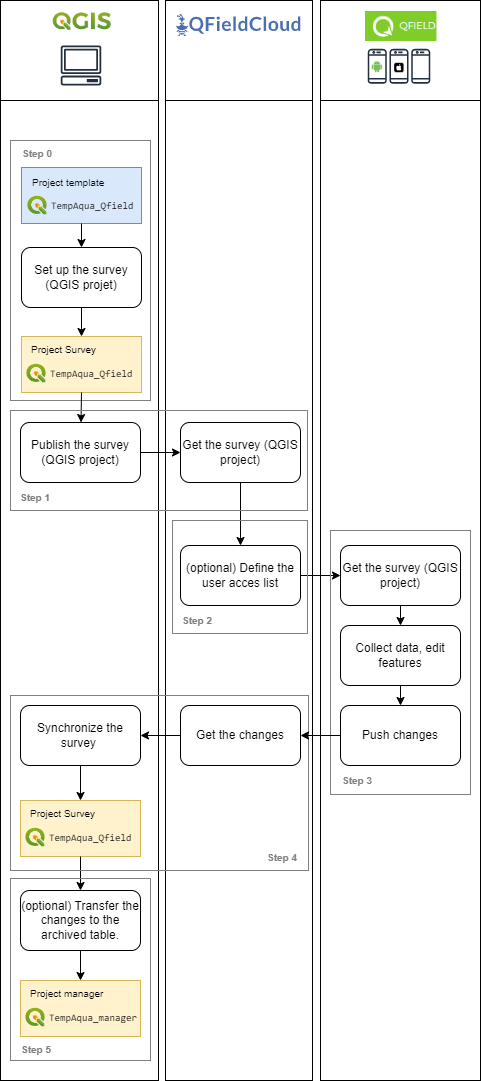 QGIS
QFieldCloud
QFIELD
Step 0
Project template
TempAqua_Qfield
Set up the survey
(QGIS projet)
Project Survey
TempAqua_Qfield
Publish the survey
(QGIS project)
Get the survey (QGIS
project)
Step 1
(optional) Define the
user acces list
Step 2
Get the survey (QGIS
project)
Collect data, edit
features
Push changes
Step 3
Get the changes
Synchronize the
survey
Project Survey
TempAqua_Qfield
Step 4
(optional) Transfer the
changes to the
archived table.
Project manager
TempAqua_manager
Step 5